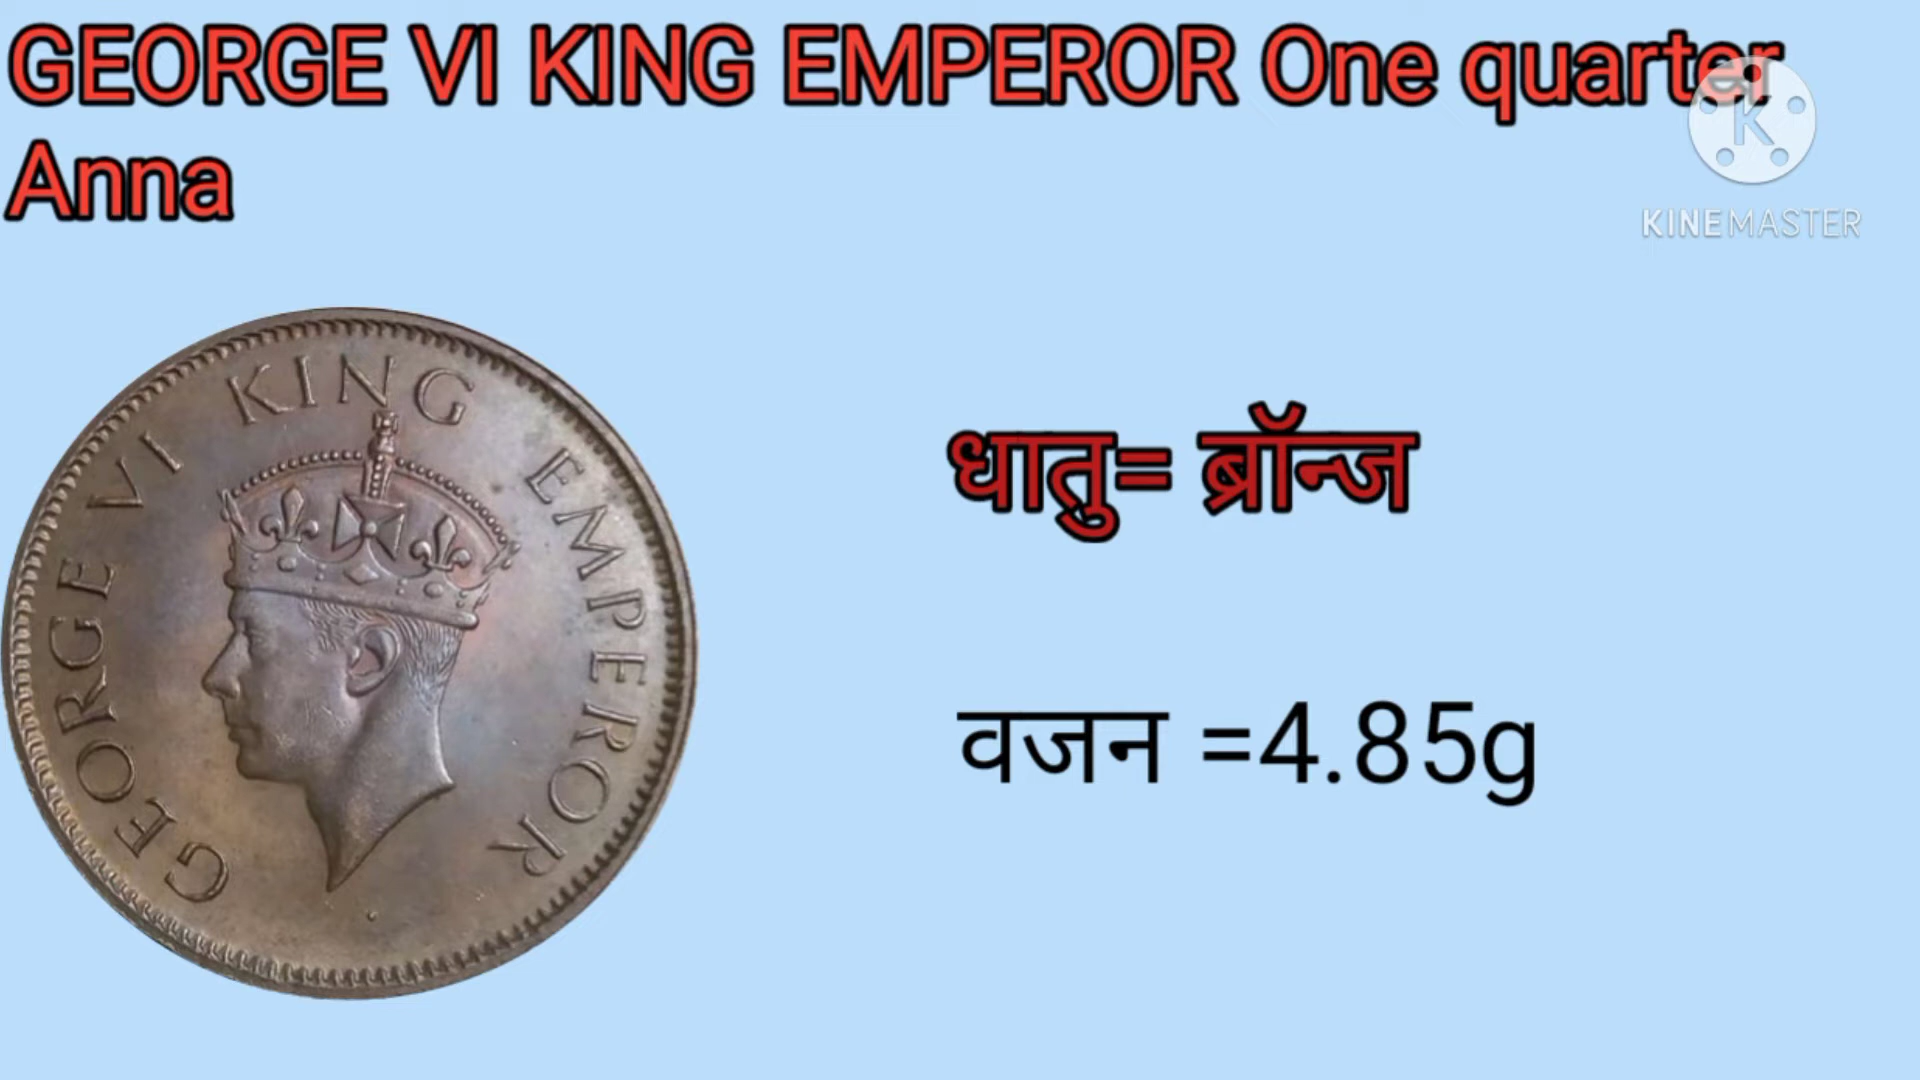 GEORGE VI KING EMPEROR One quarter
Anna
K
KINEMASTER
GEORGE VI KING EMPEROR
धातु= ब्रॉन्ज
वजन =4.85g